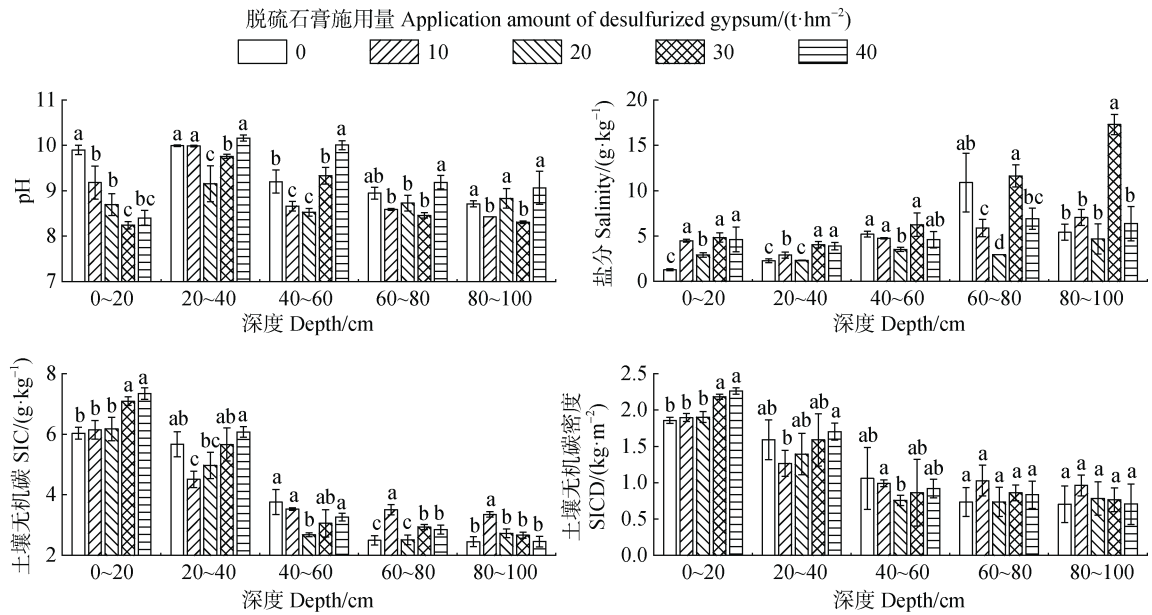 脱硫石膏施用量 Application amount of desulfurized gypsum/(t·hm⁻²)
0 10 20 30 40
11
10
9
8
7
pH
a b b c bc
a a c b a
b c c b a
ab b b b a
a b a b a
0~20 20~40 40~60 60~80 80~100
深度 Depth/cm
20
15
10
5
0
盐分 Salinity/(g·kg⁻¹)
c a b a a
c b c a a
a a b a ab
ab c d a bc
b b b a b
0~20 20~40 40~60 60~80 80~100
深度 Depth/cm
8
6
4
2
土壤无机碳 SIC/(g·kg⁻¹)
b b b a a
ab c bc ab a
a a b ab a
c a c b b
b a b b b
0~20 20~40 40~60 60~80 80~100
深度 Depth/cm
2.5
2.0
1.5
1.0
0.5
0.0
土壤无机碳密度
SICD/(kg·m⁻²)
b b b a a
ab b ab ab a
ab a b ab ab
a a a a a
a a a a a
0~20 20~40 40~60 60~80 80~100
深度 Depth/cm